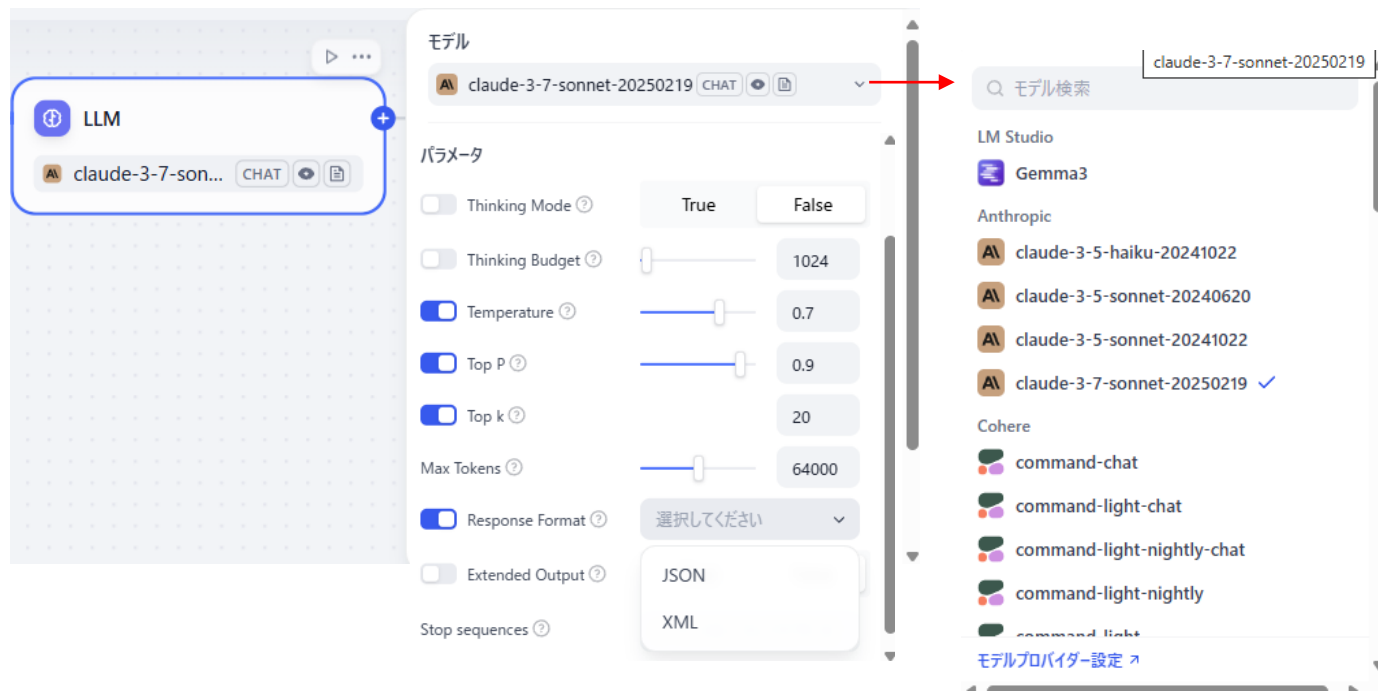 LLM
claude-3-7-son... CHAT
モデル
claude-3-7-sonnet-20250219 CHAT
パラメータ
Thinking Mode True False
Thinking Budget 1024
Temperature 0.7
Top P 0.9
Top k 20
Max Tokens 64000
Response Format 選択してください
JSON
XML
Extended Output
Stop sequences
claude-3-7-sonnet-20250219
モデル検索
LM Studio
Gemma3
Anthropic
claude-3-5-haiku-20241022
claude-3-5-sonnet-20240620
claude-3-5-sonnet-20241022
claude-3-7-sonnet-20250219
Cohere
command-chat
command-light-chat
command-light-nightly-chat
command-light-nightly
command-light
モデルプロバイダー設定